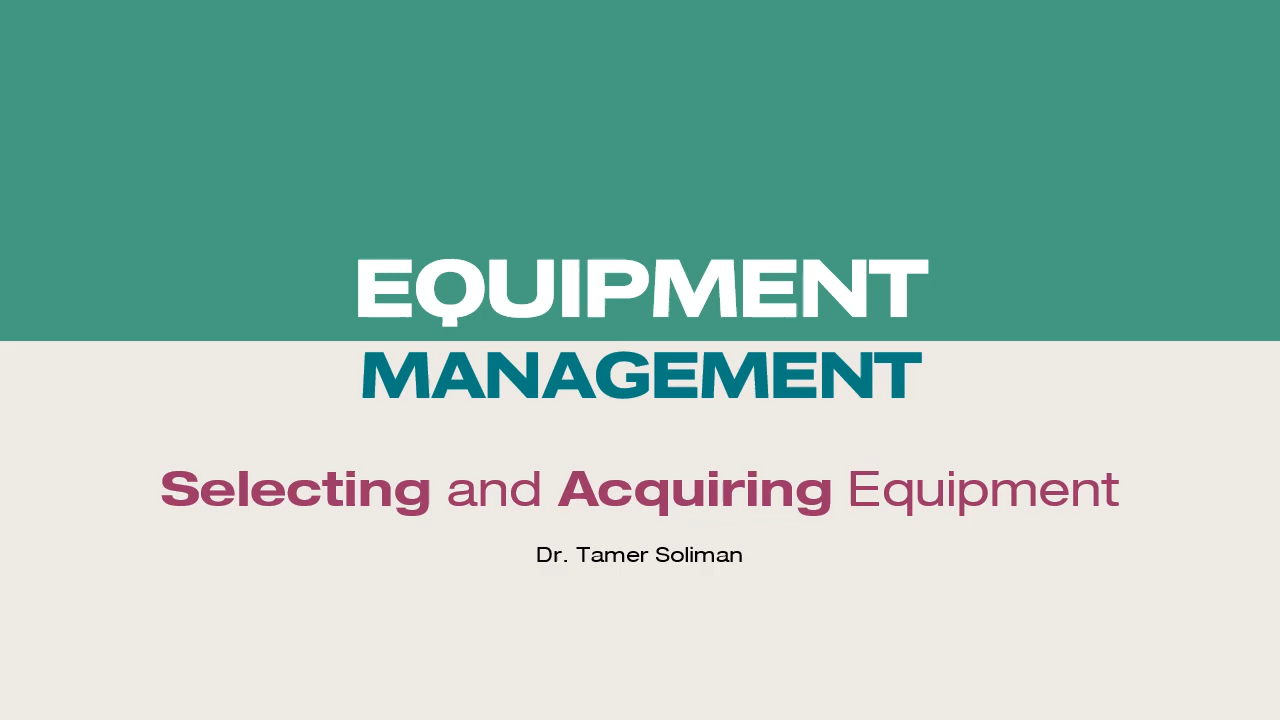 EQUIPMENT
MANAGEMENT
Selecting and Acquiring Equipment
Dr. Tamer Soliman